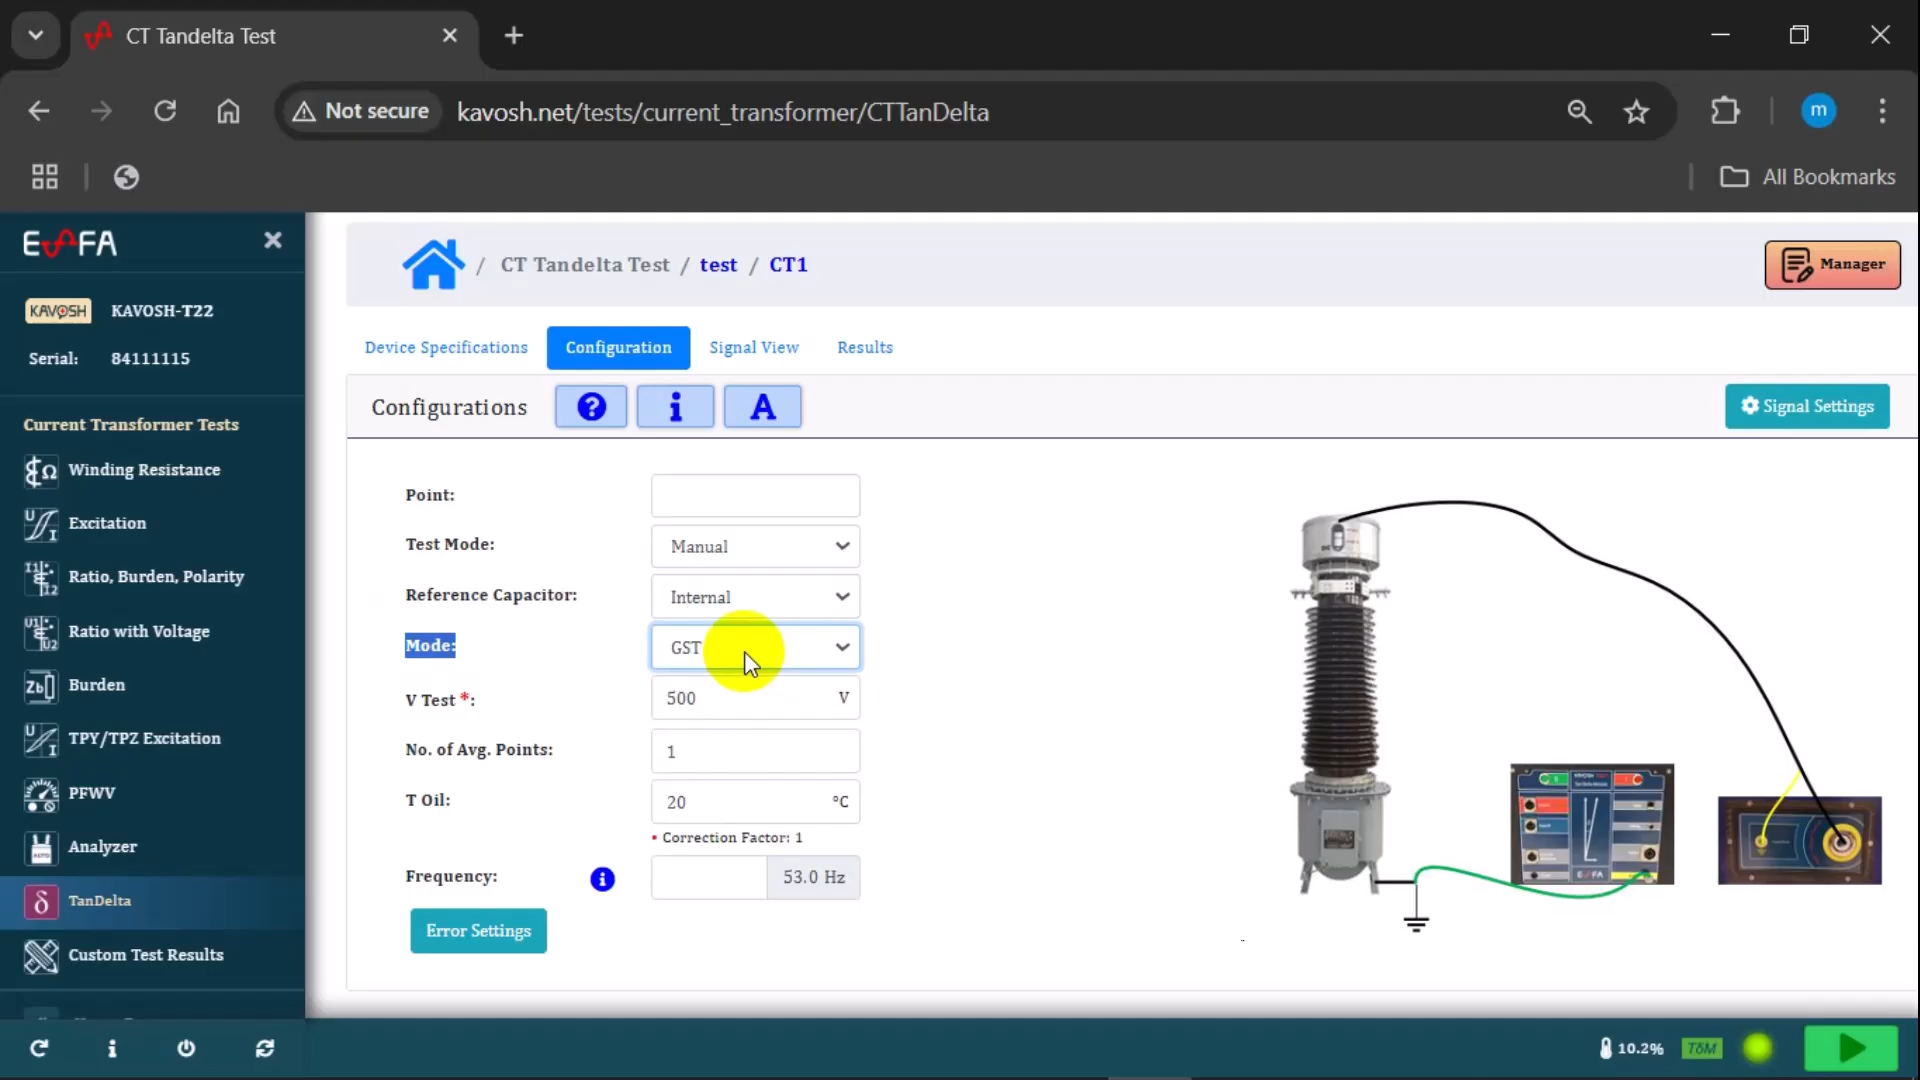 CT Tandelta Test
Not secure
kavosh.net/tests/current_transformer/CTTanDelta
m
All Bookmarks
E FA
KAVOSH KAVOSH-T22
Serial: 84111115
Current Transformer Tests
Winding Resistance
Excitation
Ratio, Burden, Polarity
Ratio with Voltage
Burden
TPY/TPZ Excitation
PFWV
Analyzer
TanDelta
Custom Test Results
/ CT Tandelta Test / test / CT1
Manager
Device Specifications Configuration Signal View Results
Configurations ? i A
Signal Settings
Point:
Test Mode: Manual
Reference Capacitor: Internal
Mode: GST
V Test *: 500 V
No. of Avg. Points: 1
T Oil: 20 °C
• Correction Factor: 1
Frequency: i 53.0 Hz
Error Settings
10.2% TδM